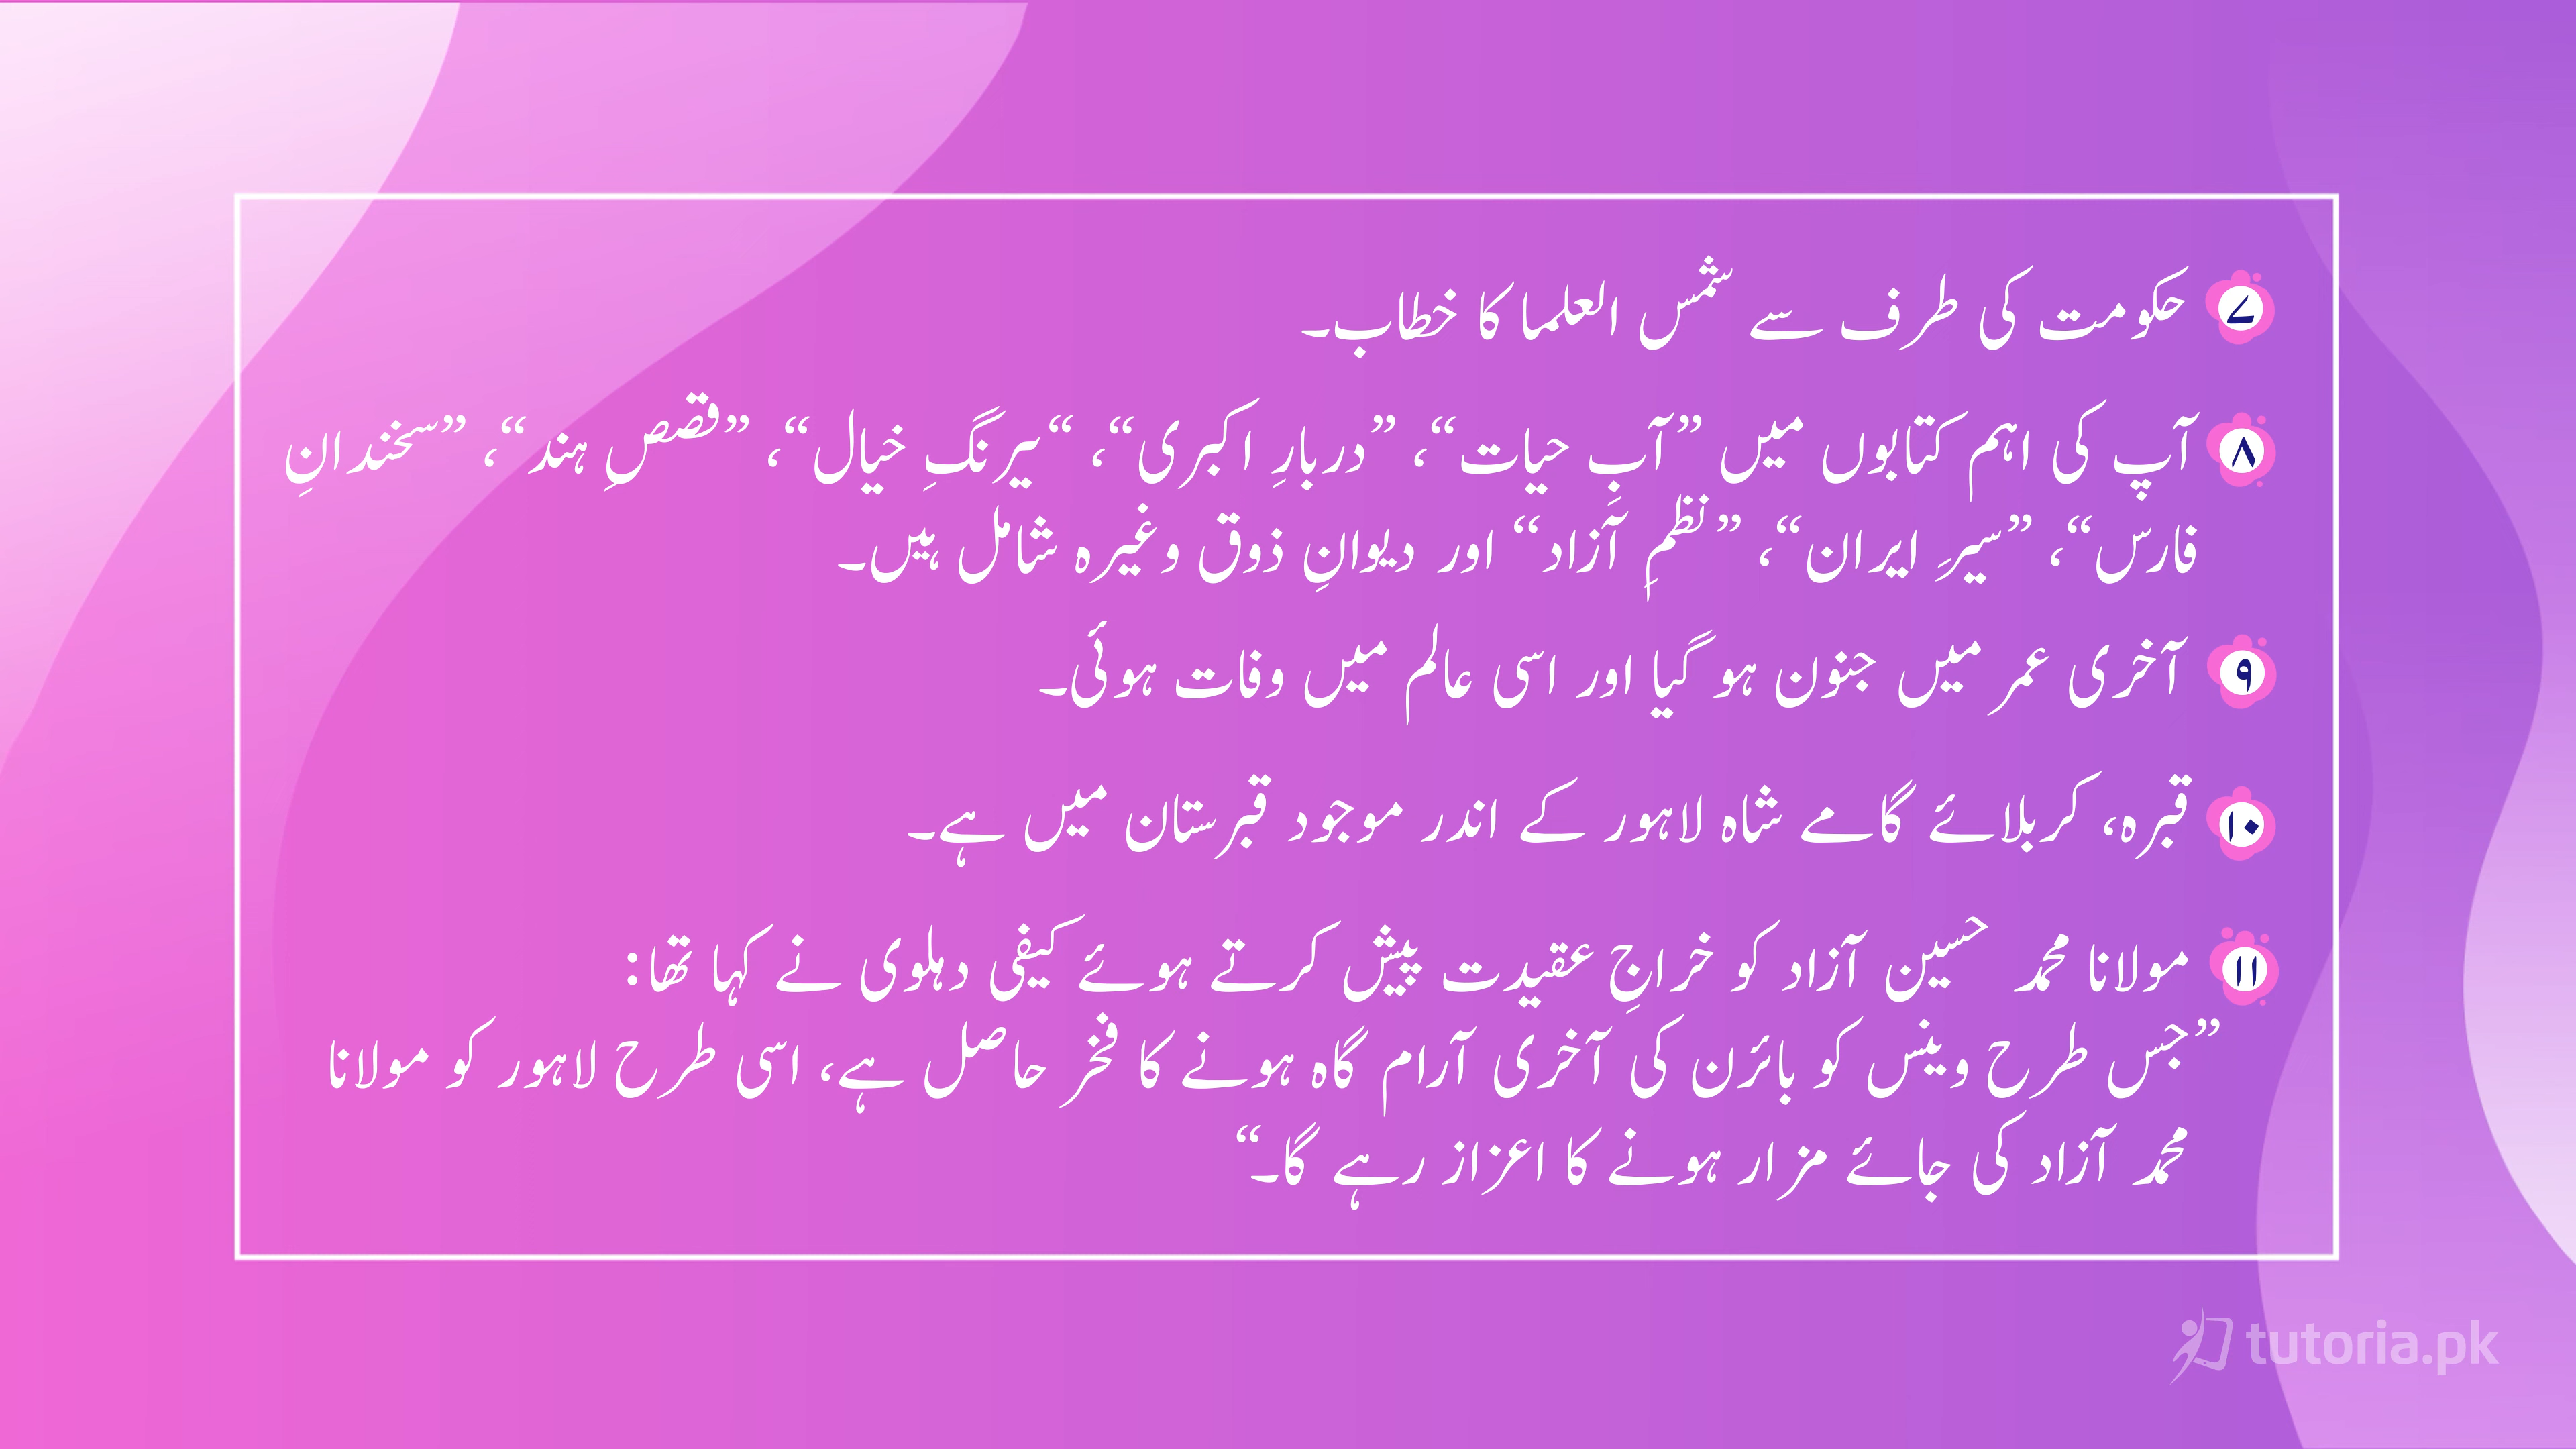 ۷ حکومت کی طرف سے شمس العلما کا خطاب۔
۸ آپ کی اہم کتابوں میں ”آبِ حیات“، ”دربارِ اکبری“، “سیرنگِ خیال“، ”قصصِ ہند“، ”سخندانِ
فارس“، ”سیرِ ایران“، ”نظمِ آزاد“ اور دیوانِ ذوق وغیرہ شامل ہیں۔
۹ آخری عمر میں جنون ہو گیا اور اسی عالم میں وفات ہوئی۔
۱۰ قبرہ، کربلائے گامے شاہ لاہور کے اندر موجود قبرستان میں ہے۔
۱۱ مولانا محمد حسین آزاد کو خراجِ عقیدت پیش کرتے ہوئے کیفی دہلوی نے کہا تھا:
”جس طرح وینس کو بائرن کی آخری آرام گاہ ہونے کا فخر حاصل ہے، اسی طرح لاہور کو مولانا
محمد آزاد کی جائے مزار ہونے کا اعزاز رہے گا۔“
tutoria.pk